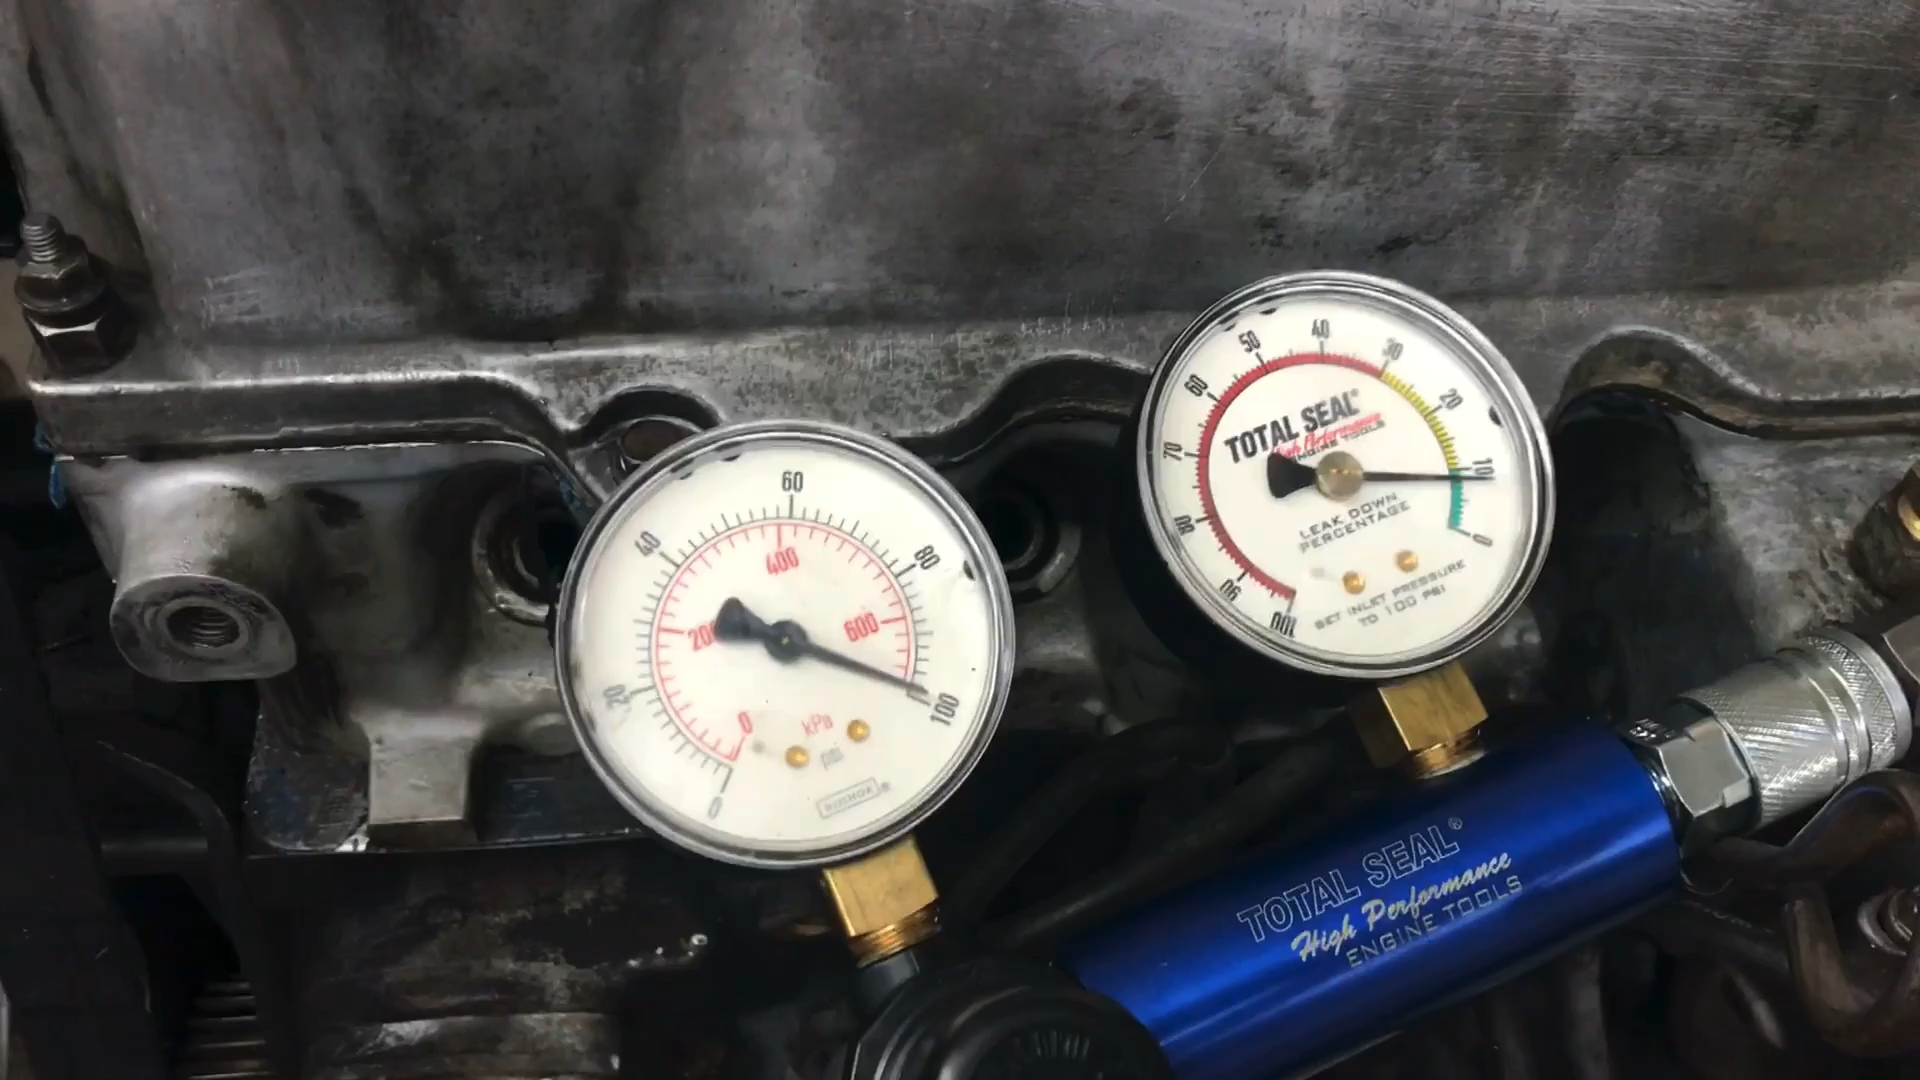 60
40
80
400
200
600
20
100
0
kPa
psi
0
40
50
30
60
20
TOTAL SEAL®
High Performance
ENGINE TOOLS
70
10
LEAK DOWN
PERCENTAGE
80
0
90
SET INLET PRESSURE
TO 100 PSI
100
TOTAL SEAL®
High Performance
ENGINE TOOLS